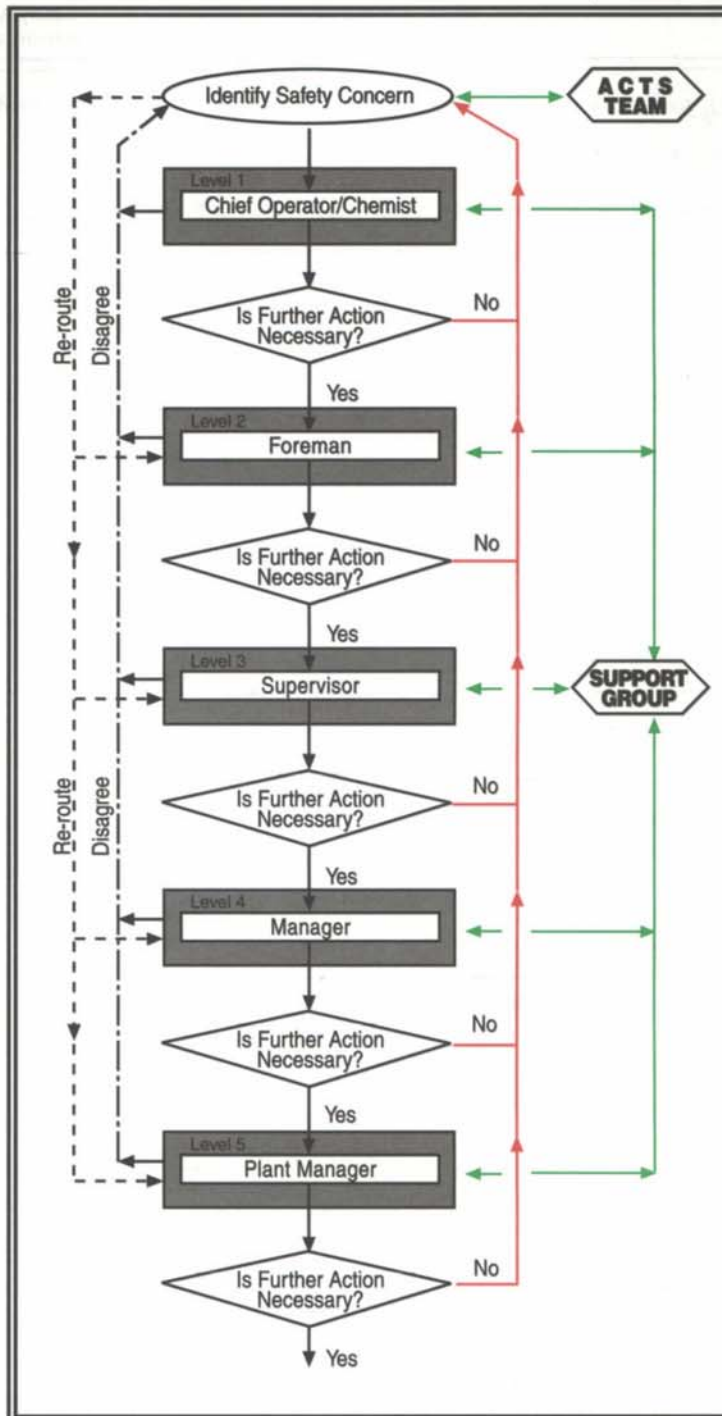 Identify Safety Concern
ACTS
TEAM
Level 1
Chief Operator/Chemist
Is Further Action
Necessary?
No
Yes
Re-route
Disagree
Level 2
Foreman
Is Further Action
Necessary?
No
Yes
Level 3
Supervisor
SUPPORT
GROUP
Is Further Action
Necessary?
No
Yes
Re-route
Disagree
Level 4
Manager
Is Further Action
Necessary?
No
Yes
Level 5
Plant Manager
Is Further Action
Necessary?
No
Yes